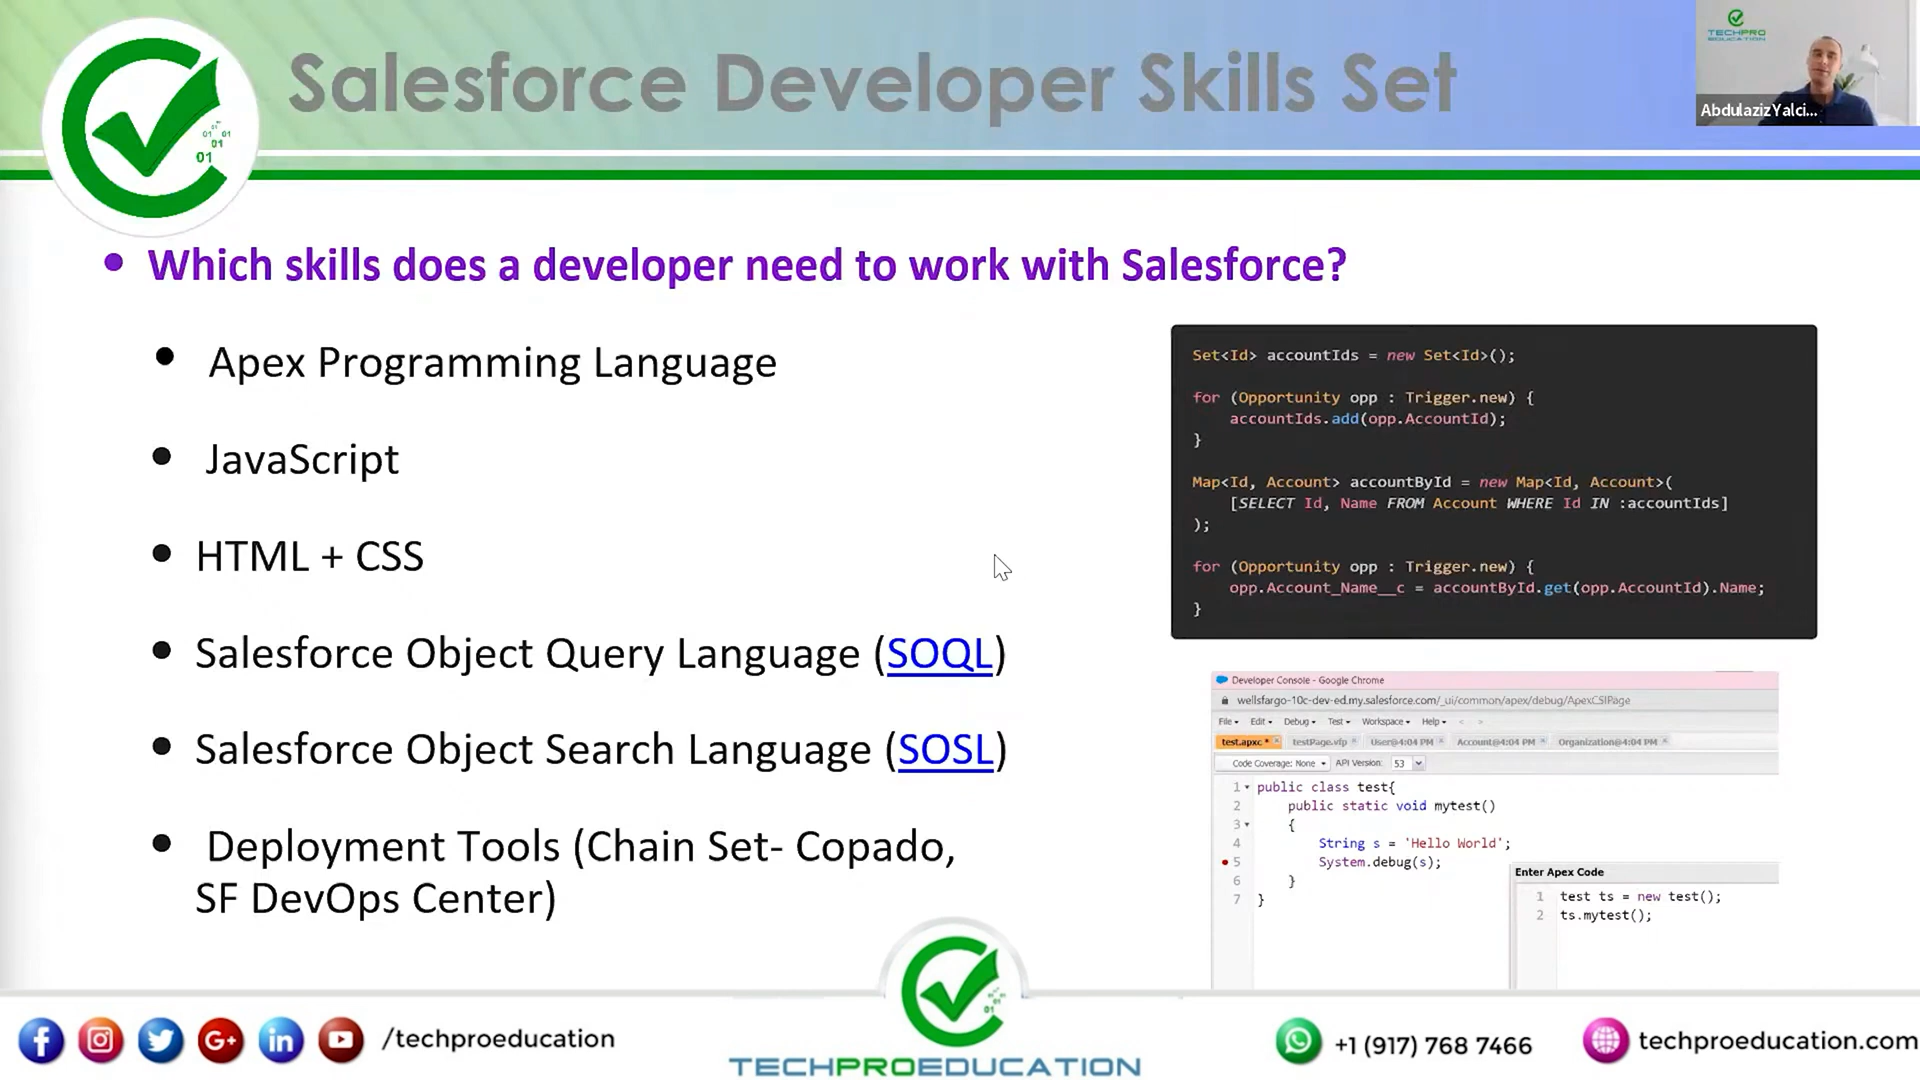 Salesforce Developer Skills Set
TECHPRO
EDUCATION
AbdulazizYalci...
01 01
01
01
• Which skills does a developer need to work with Salesforce?
• Apex Programming Language
• JavaScript
• HTML + CSS
• Salesforce Object Query Language (SOQL)
• Salesforce Object Search Language (SOSL)
• Deployment Tools (Chain Set- Copado,
SF DevOps Center)
Set<Id> accountIds = new Set<Id>();
for (Opportunity opp : Trigger.new) {
accountIds.add(opp.AccountId);
}
Map<Id, Account> accountById = new Map<Id, Account>(
[SELECT Id, Name FROM Account WHERE Id IN :accountIds]
);
for (Opportunity opp : Trigger.new) {
opp.Account_Name__c = accountById.get(opp.AccountId).Name;
}
Developer Console - Google Chrome
wellsfargo-10c-dev-ed.my.salesforce.com/_ui/common/apex/debug/ApexCSIPage
File Edit Debug Test Workspace Help < >
test.apxc * testPage.vfp User@4:04 PM Account@4:04 PM Organization@4:04 PM
Code Coverage: None API Version: 53
1 public class test{
2 public static void mytest()
3 {
4 String s = 'Hello World';
5 System.debug(s);
6 }
7 }
Enter Apex Code
1 test ts = new test();
2 ts.mytest();
/techproeducation
TECHPROEDUCATION
+1 (917) 768 7466
techproeducation.com